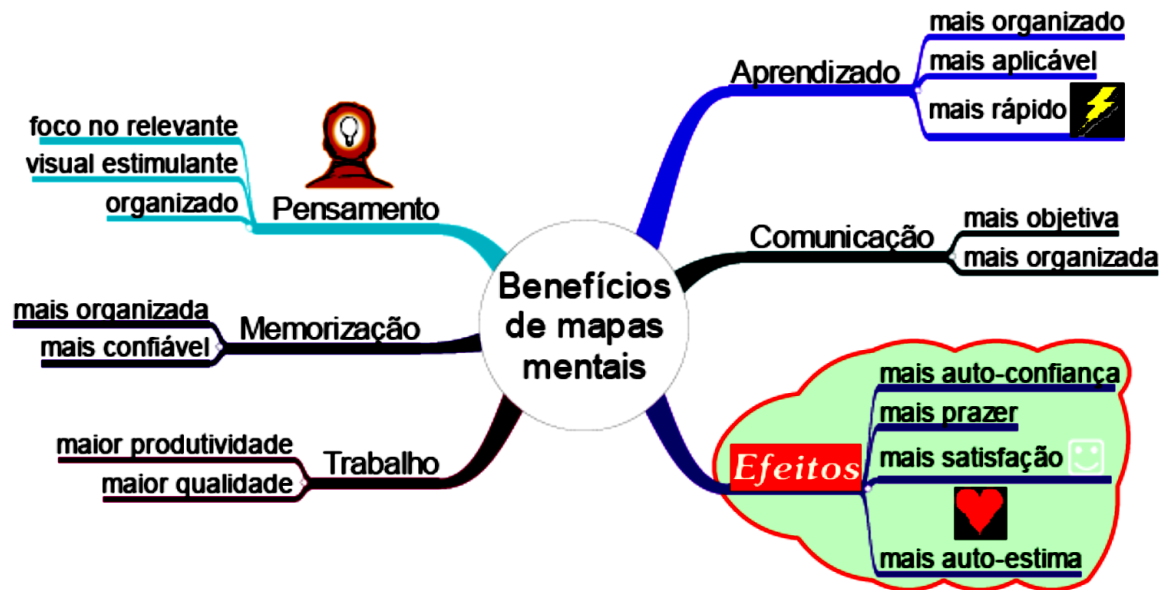 Benefícios
de mapas
mentais
Aprendizado
mais organizado
mais aplicável
mais rápido
Comunicação
mais objetiva
mais organizada
Efeitos
mais auto-confiança
mais prazer
mais satisfação
mais auto-estima
Pensamento
foco no relevante
visual estimulante
organizado
Memorização
mais organizada
mais confiável
Trabalho
maior produtividade
maior qualidade